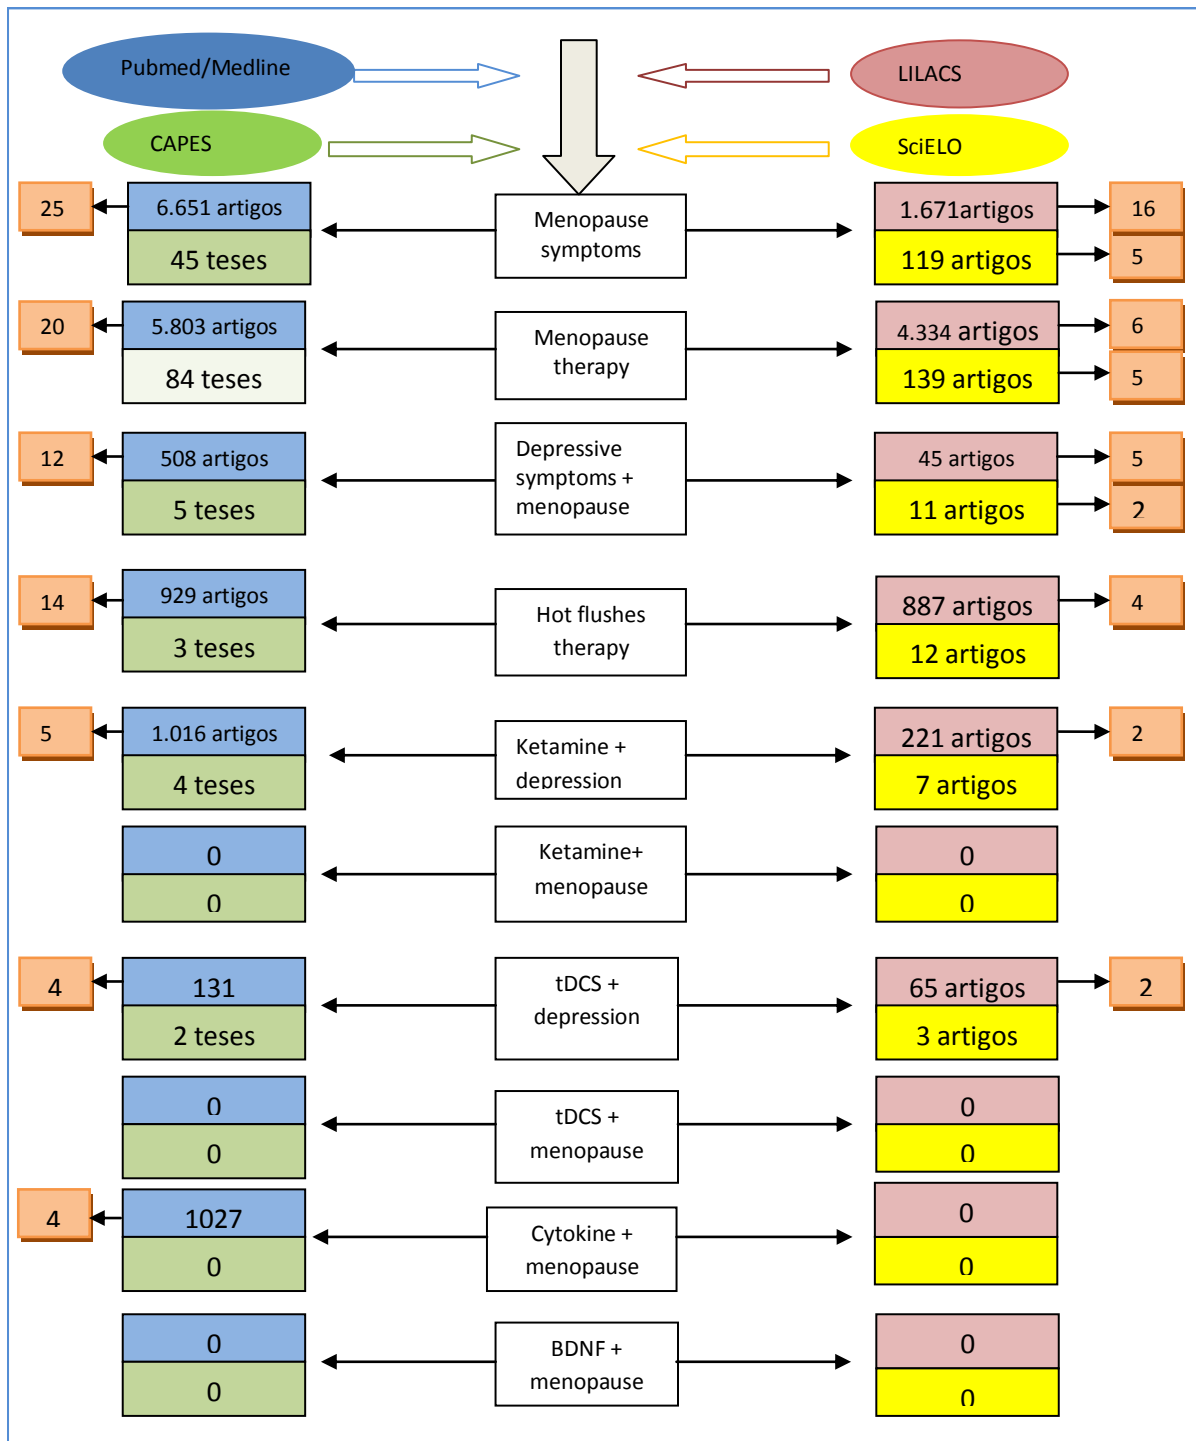 Pubmed/Medline
LILACS
CAPES
SciELO
25
6.651 artigos
45 teses
Menopause
symptoms
1.671artigos
119 artigos
16
5
20
5.803 artigos
84 teses
Menopause
therapy
4.334 artigos
139 artigos
6
5
12
508 artigos
5 teses
Depressive
symptoms +
menopause
45 artigos
11 artigos
5
2
14
929 artigos
3 teses
Hot flushes
therapy
887 artigos
12 artigos
4
5
1.016 artigos
4 teses
Ketamine +
depression
221 artigos
7 artigos
2
0
0
Ketamine+
menopause
0
0
4
131
2 teses
tDCS +
depression
65 artigos
3 artigos
2
0
0
tDCS +
menopause
0
0
4
1027
0
Cytokine +
menopause
0
0
0
0
BDNF +
menopause
0
0